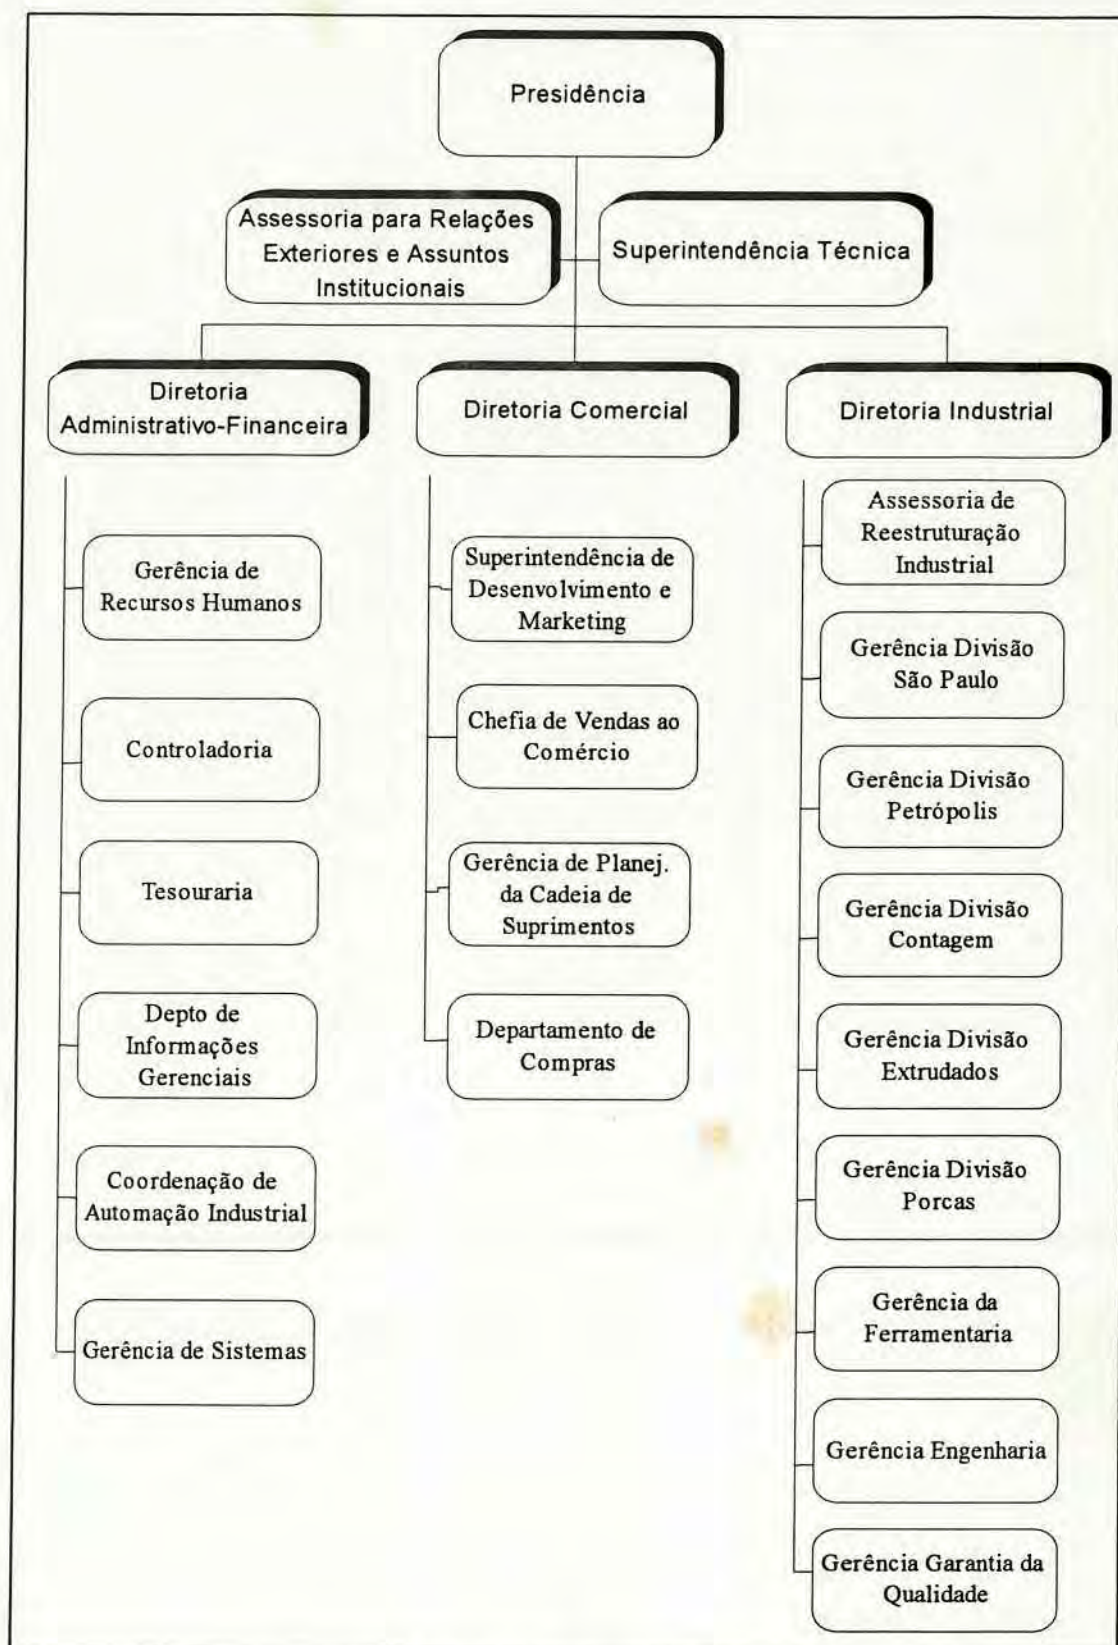 Presidência
Assessoria para Relações
Exteriores e Assuntos
Institucionais
Superintendência Técnica
Diretoria
Administrativo-Financeira
Gerência de
Recursos Humanos
Controladoria
Tesouraria
Depto de
Informações
Gerenciais
Coordenação de
Automação Industrial
Gerência de Sistemas
Diretoria Comercial
Superintendência de
Desenvolvimento e
Marketing
Chefia de Vendas ao
Comércio
Gerência de Planej.
da Cadeia de
Suprimentos
Departamento de
Compras
Diretoria Industrial
Assessoria de
Reestruturação
Industrial
Gerência Divisão
São Paulo
Gerência Divisão
Petrópolis
Gerência Divisão
Contagem
Gerência Divisão
Extrudados
Gerência Divisão
Porcas
Gerência da
Ferramentaria
Gerência Engenharia
Gerência Garantia da
Qualidade